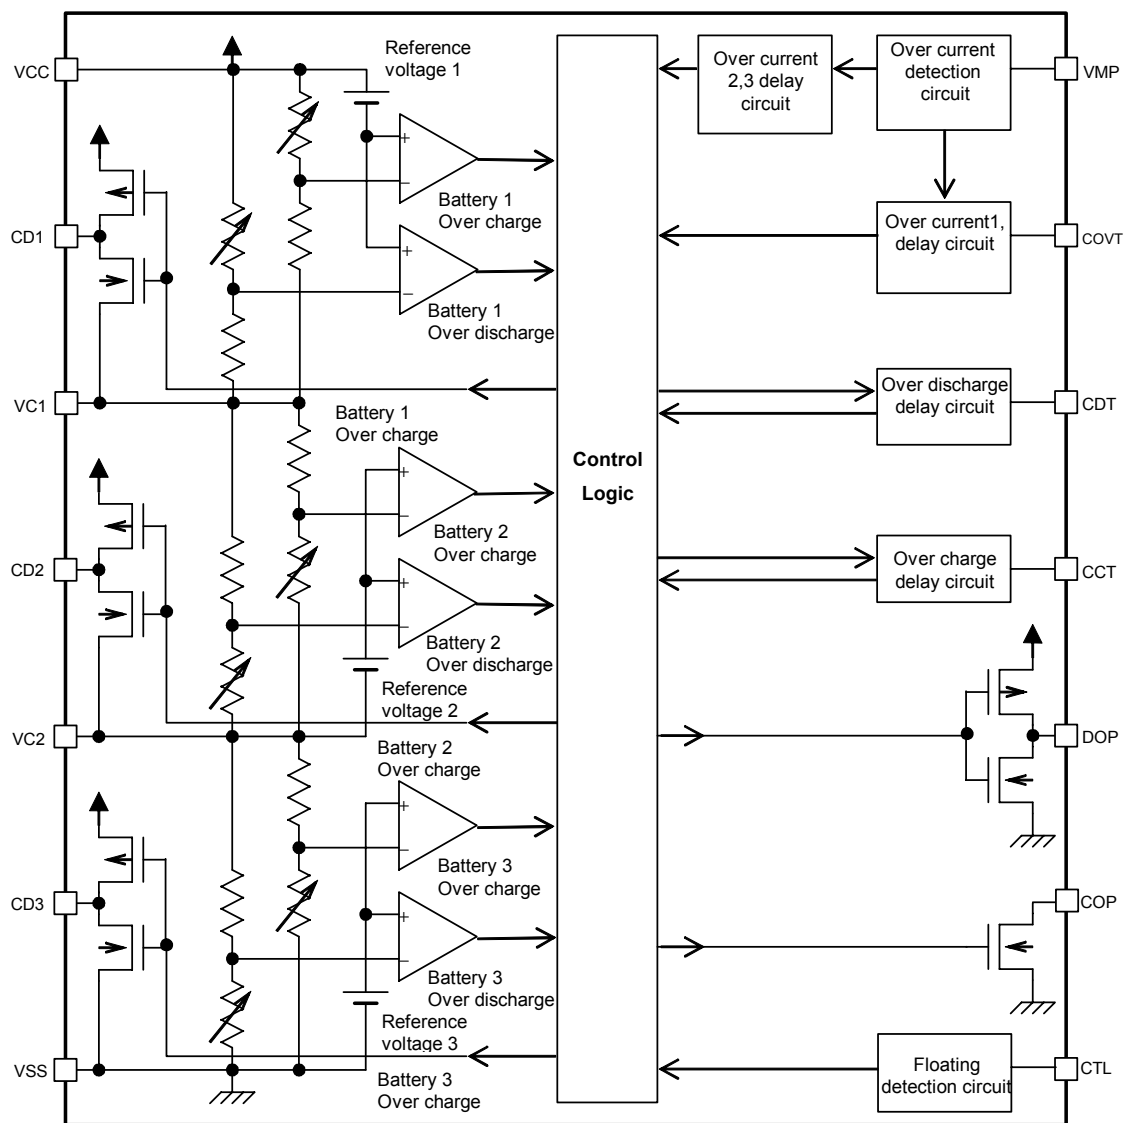 Reference
voltage 1
VCC
Over current
2,3 delay
circuit
Over current
detection
circuit
VMP
+
−
Battery 1
Over charge
CD1
+
−
Battery 1
Over discharge
Over current1,
delay circuit
COVT
VC1
Battery 1
Over charge
Over discharge
delay circuit
CDT
Control
Logic
+
−
Battery 2
Over charge
CD2
+
−
Battery 2
Over discharge
Over charge
delay circuit
CCT
Reference
voltage 2
VC2
DOP
Battery 2
Over charge
+
−
Battery 3
Over charge
CD3
+
−
Battery 3
Over discharge
COP
Reference
voltage 3
VSS
Battery 3
Over charge
Floating
detection circuit
CTL